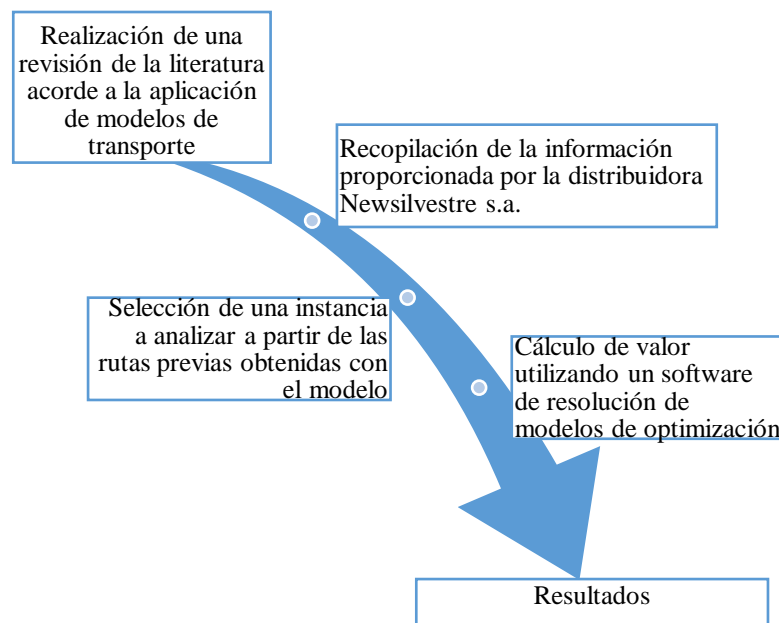 Realización de una
revisión de la literatura
acorde a la aplicación
de modelos de
transporte
Recopilación de la información
proporcionada por la distribuidora
Newsilvestre s.a.
Selección de una instancia
a analizar a partir de las
rutas previas obtenidas con
el modelo
Cálculo de valor
utilizando un software
de resolución de
modelos de optimización
Resultados